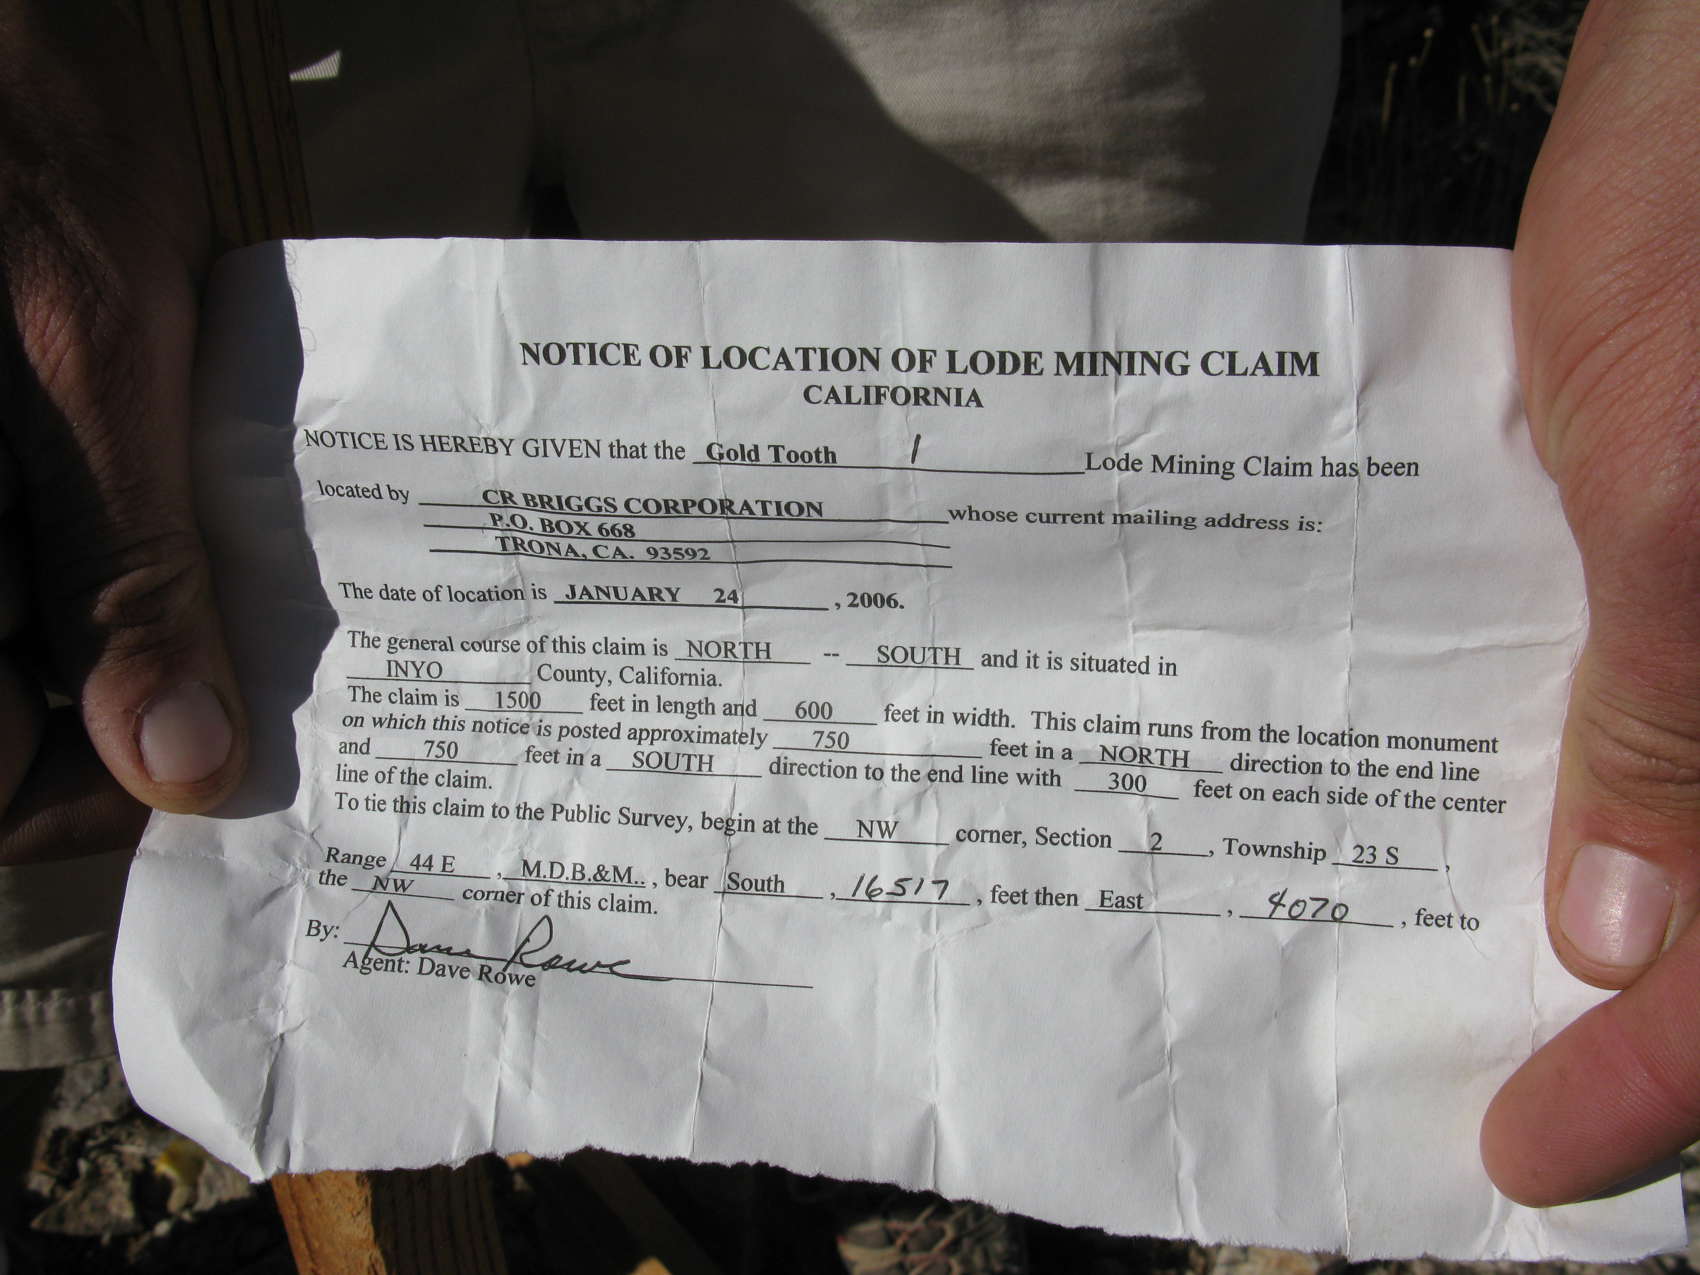 NOTICE OF LOCATION OF LODE MINING CLAIM
CALIFORNIA
NOTICE IS HEREBY GIVEN that the Gold Tooth 1 Lode Mining Claim has been
located by CR BRIGGS CORPORATION whose current mailing address is:
P.O. BOX 668
TRONA, CA. 93592
The date of location is JANUARY 24, 2006.
The general course of this claim is NORTH -- SOUTH and it is situated in
INYO County, California.
The claim is 1500 feet in length and 600 feet in width. This claim runs from the location monument
on which this notice is posted approximately 750 feet in a NORTH direction to the end line
and 750 feet in a SOUTH direction to the end line with 300 feet on each side of the center
line of the claim.
To tie this claim to the Public Survey, begin at the NW corner, Section 2, Township 23 S,
Range 44 E, M.D.B.&M.., bear South, 16517, feet then East, 4070, feet to
the NW corner of this claim.
By: Dave Rowe
Agent: Dave Rowe